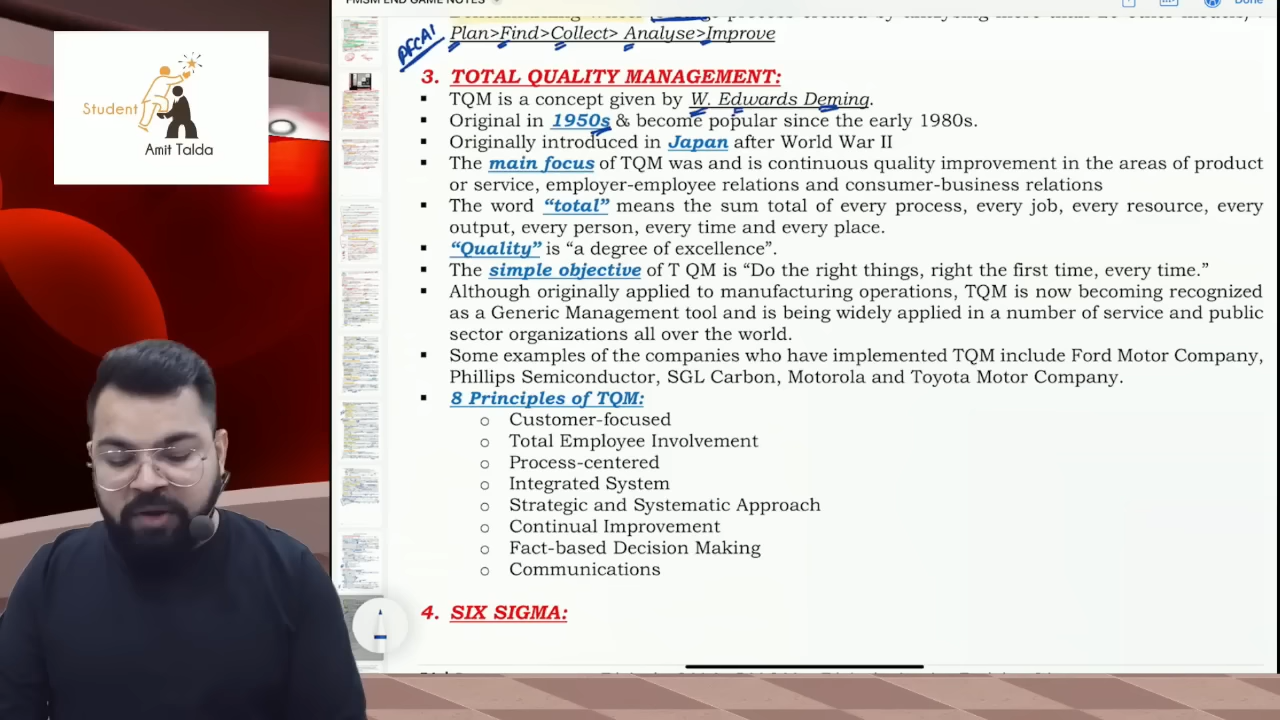 FMSM END GAME NOTES
Done
Student
Amit Talda
PFCAI
Plan>Find>Collect>Analyse>Improve
3. TOTAL QUALITY MANAGEMENT:
▪ TQM is a concept given by W. Edwards Deming
▪ Originated 1950s become popular since the early 1980s.
▪ Originally introduced Japan after World War II
▪ The main focus of TQM was and is continuous quality improvement in the areas of product
or service, employer-employee relations and consumer-business relations
▪ The word “total” means the sum total of every process, every job, every resource, every
output, every person, every time, every place.
▪ “Quality” is “a degree of excellence”
▪ The simple objective of TQM is “Do the right things, right the first time, every time.”
▪ Although originally applied to manufacturing operations, TQM is now becoming recognized
as a Generic Management tool is being widely applied in a number of service and public
sector organizations all over the world.
▪ Some examples of companies who have implemented TQM include Ford Motor Company,
Phillips Semiconductor, SGL Carbon, Motorola and Toyota Motor Company.
▪ 8 Principles of TQM:
o Customer-focused
o Total Employee Involvement
o Process-centered
o Integrated System
o Strategic and Systematic Approach
o Continual Improvement
o Fact-based Decision Making
o Communications
4. SIX SIGMA: